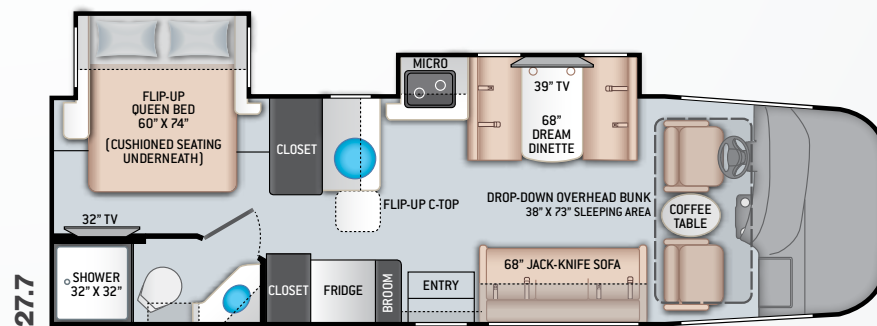 FLIP-UP
QUEEN BED
60" X 74"
(CUSHIONED SEATING
UNDERNEATH)
MICRO
39" TV
68"
DREAM
DINETTE
CLOSET
FLIP-UP C-TOP
DROP-DOWN OVERHEAD BUNK
38" X 73" SLEEPING AREA
COFFEE
TABLE
32" TV
SHOWER
32" X 32"
CLOSET
FRIDGE
BROOM
ENTRY
68" JACK-KNIFE SOFA
27.7